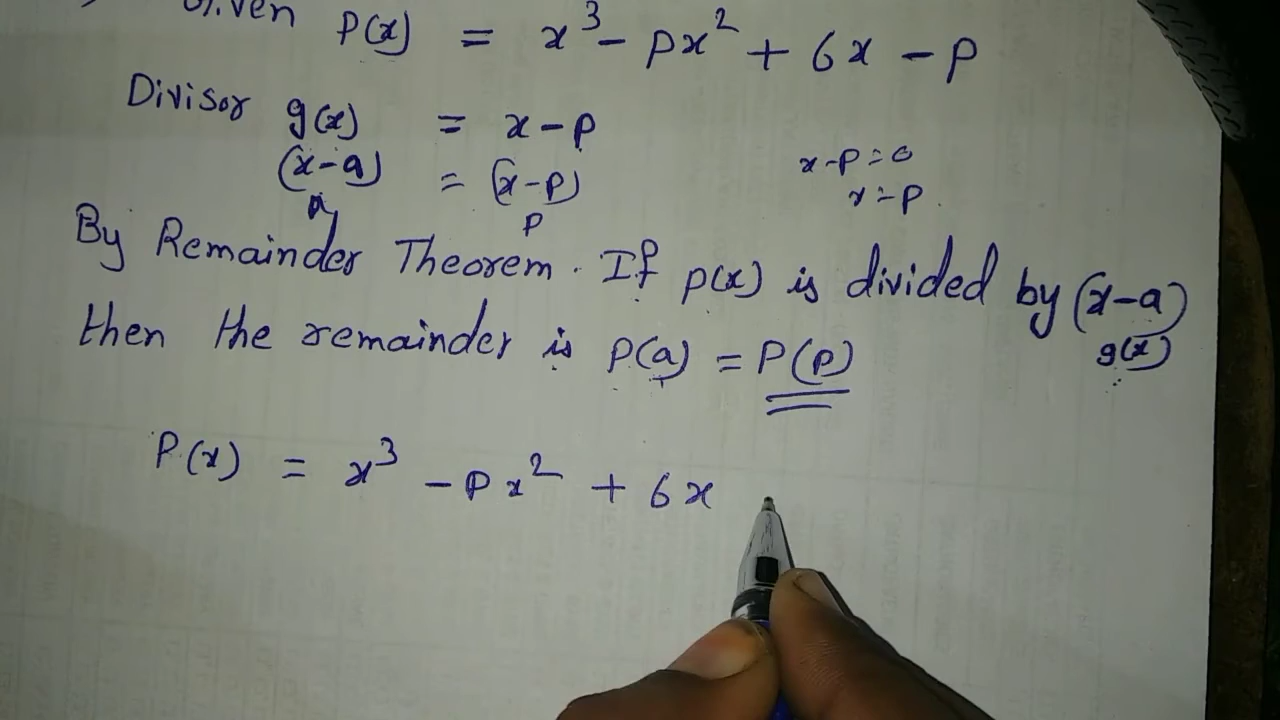 Given P(x) = x³ - px² + 6x - p
Divisor g(x) = x - p
(x-a) = (x-p)
x-p=0
x=p.
a p
By Remainder Theorem. If p(x) is divided by (x-a)
g(x)
then the remainder is p(a) = P(p)
P(x) = x³ - px² + 6x